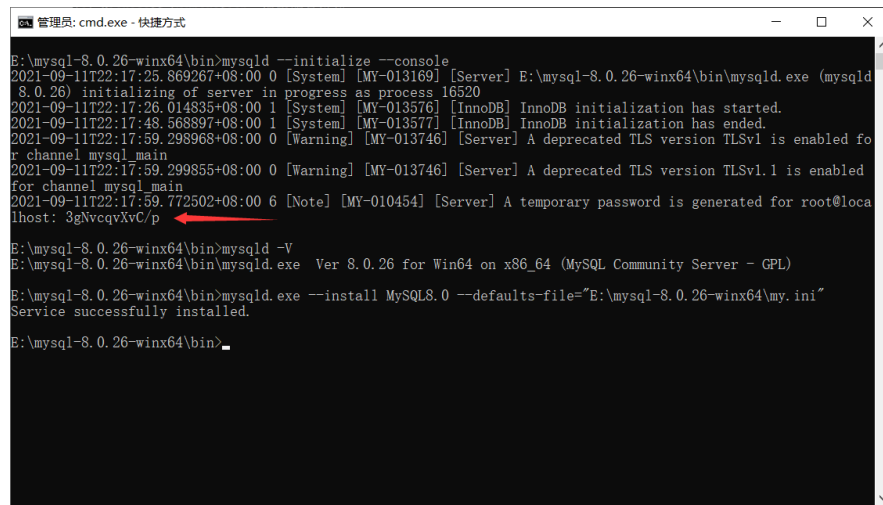 管理员: cmd.exe - 快捷方式
E:\mysql-8.0.26-winx64\bin>mysqld --initialize --console
2021-09-11T22:17:25.869267+08:00 0 [System] [MY-013169] [Server] E:\mysql-8.0.26-winx64\bin\mysqld.exe (mysqld
 8.0.26) initializing of server in progress as process 16520
2021-09-11T22:17:26.014835+08:00 1 [System] [MY-013576] [InnoDB] InnoDB initialization has started.
2021-09-11T22:17:48.568897+08:00 1 [System] [MY-013577] [InnoDB] InnoDB initialization has ended.
2021-09-11T22:17:59.298968+08:00 0 [Warning] [MY-013746] [Server] A deprecated TLS version TLSv1 is enabled fo
r channel mysql_main
2021-09-11T22:17:59.299855+08:00 0 [Warning] [MY-013746] [Server] A deprecated TLS version TLSv1.1 is enabled
for channel mysql_main
2021-09-11T22:17:59.772502+08:00 6 [Note] [MY-010454] [Server] A temporary password is generated for root@loca
lhost: 3gNvcqvXvC/p
E:\mysql-8.0.26-winx64\bin>mysqld -V
E:\mysql-8.0.26-winx64\bin\mysqld.exe  Ver 8.0.26 for Win64 on x86_64 (MySQL Community Server - GPL)
E:\mysql-8.0.26-winx64\bin>mysqld.exe --install MySQL8.0 --defaults-file="E:\mysql-8.0.26-winx64\my.ini"
Service successfully installed.
E:\mysql-8.0.26-winx64\bin>